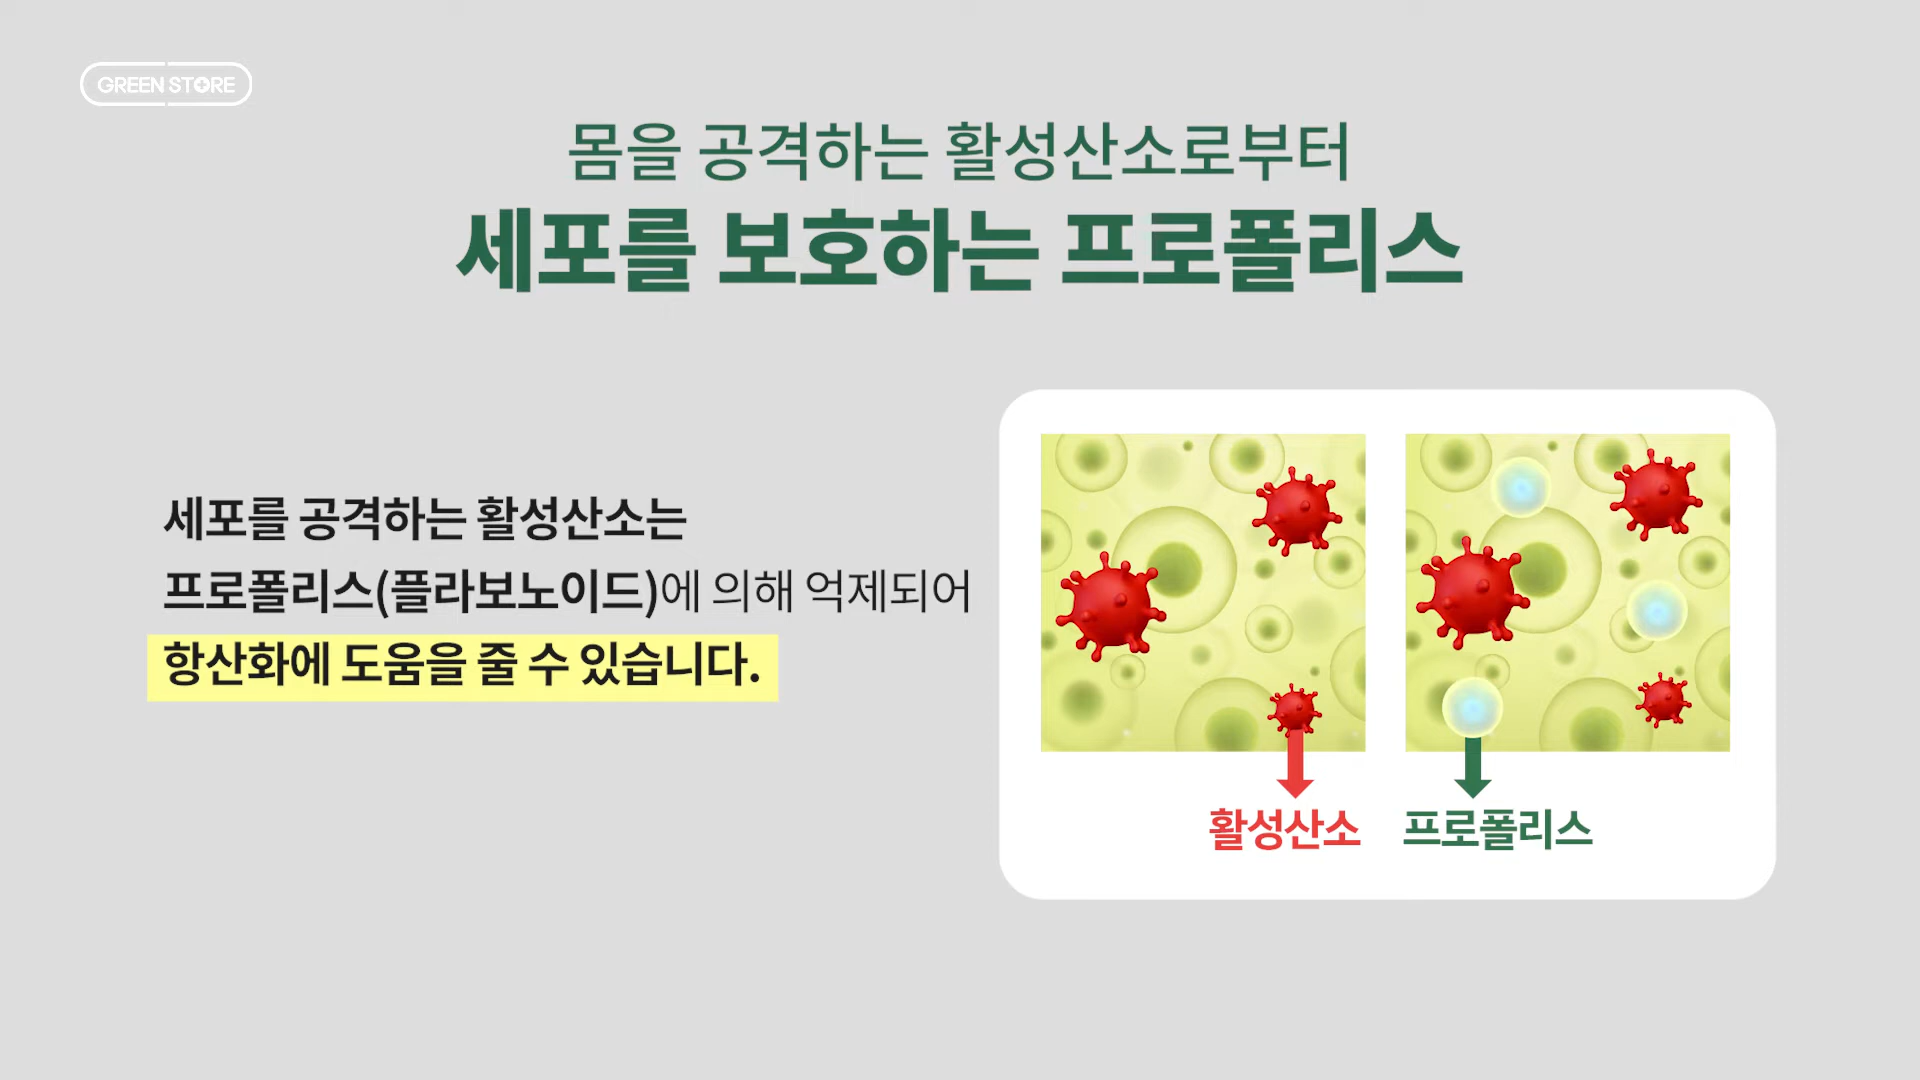 GREEN STORE
몸을 공격하는 활성산소로부터
세포를 보호하는 프로폴리스
세포를 공격하는 활성산소는
프로폴리스(플라보노이드)에 의해 억제되어
항산화에 도움을 줄 수 있습니다.
활성산소
프로폴리스